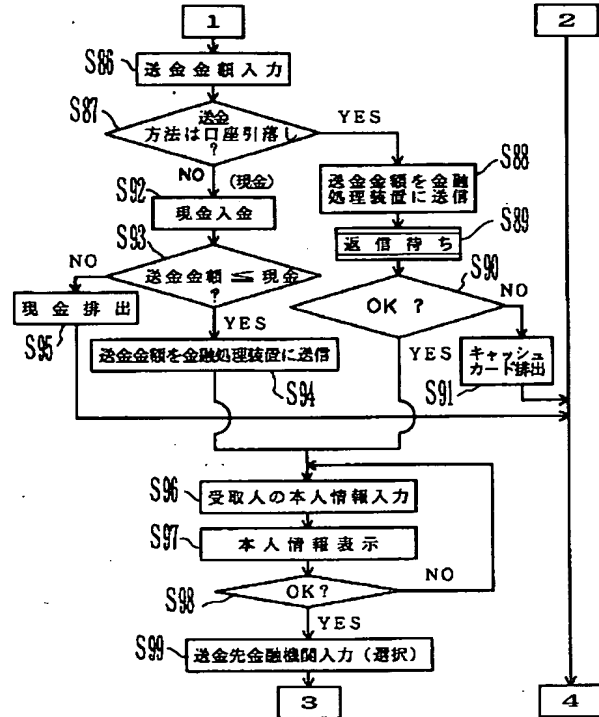 1
2
S86
送金金額入力
S87
送金
方法は口座引落し
?
YES
NO
(現金)
S88
送金金額を金融
処理装置に送信
S92
現金入金
S89
返信待ち
S93
送金金額 ≦ 現金
?
NO
YES
S90
OK ?
NO
YES
現金排出
S95
送金金額を金融処理装置に送信
S94
キャッシュ
カード排出
S91
S96
受取人の本人情報入力
S97
本人情報表示
S98
OK?
NO
YES
S99
送金先金融機関入力(選択)
3
4